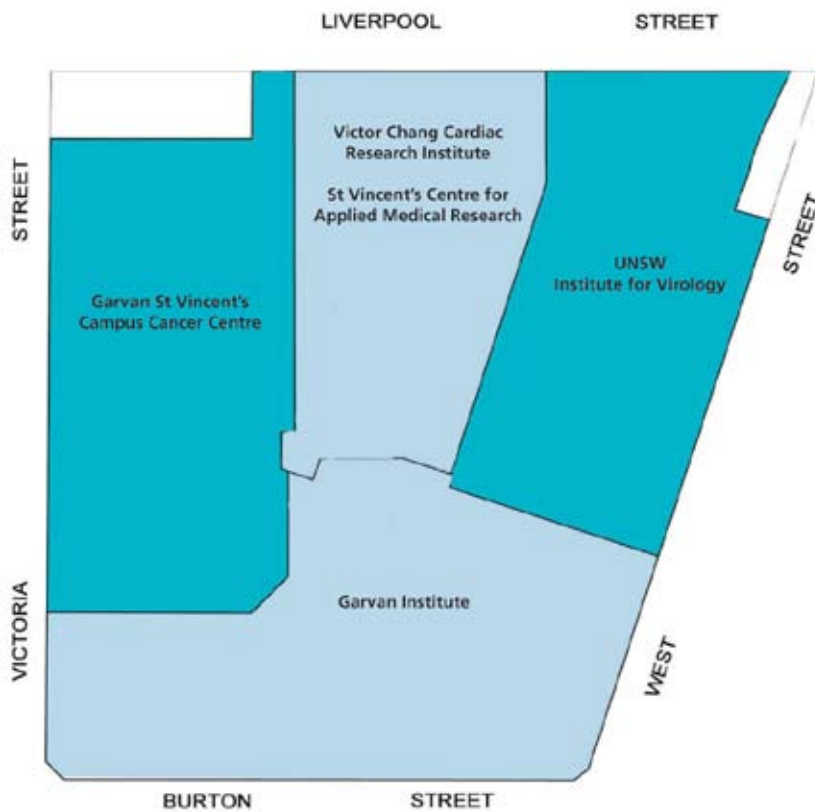 LIVERPOOL STREET
Victor Chang Cardiac
Research Institute
St Vincent's Centre for
Applied Medical Research
STREET
STREET
UNSW
Institute for Virology
Garvan St Vincent's
Campus Cancer Centre
Garvan Institute
VICTORIA
WEST
BURTON STREET